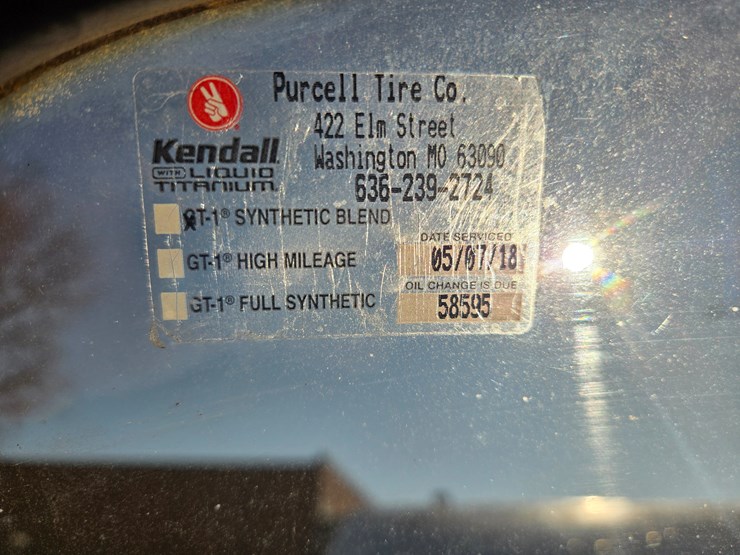 Purcell Tire Co.
422 Elm Street
Washington MO 63090
636-239-2724
Kendall
WITH LIQUID
TITANIUM
GT-1® SYNTHETIC BLEND
GT-1® HIGH MILEAGE
GT-1® FULL SYNTHETIC
DATE SERVICED
05/07/18
OIL CHANGE IS DUE
58595